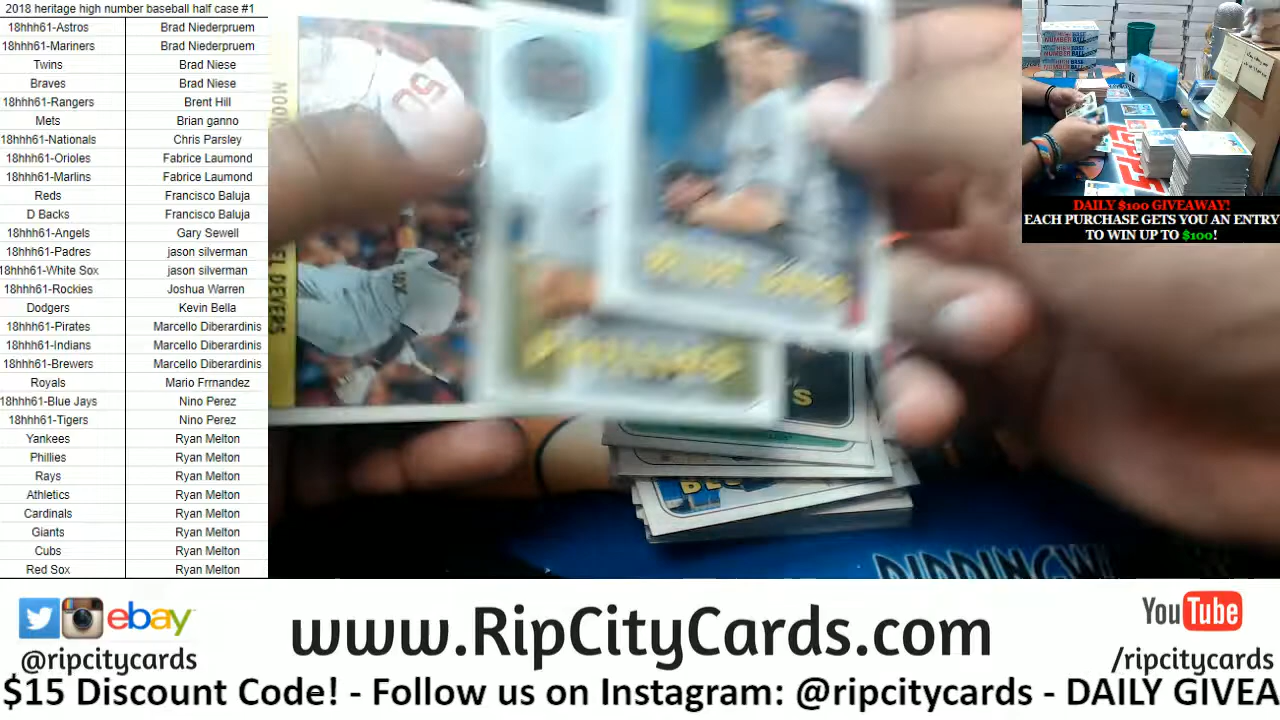 2018 heritage high number baseball half case #1
18hhh61-Astros Brad Niederpruem
18hhh61-Mariners Brad Niederpruem
Twins Brad Niese
Braves Brad Niese
18hhh61-Rangers Brent Hill
Mets Brian ganno
18hhh61-Nationals Chris Parsley
18hhh61-Orioles Fabrice Laumond
18hhh61-Marlins Fabrice Laumond
Reds Francisco Baluja
D Backs Francisco Baluja
18hhh61-Angels Gary Sewell
18hhh61-Padres jason silverman
18hhh61-White Sox jason silverman
18hhh61-Rockies Joshua Warren
Dodgers Kevin Bella
18hhh61-Pirates Marcello Diberardinis
18hhh61-Indians Marcello Diberardinis
18hhh61-Brewers Marcello Diberardinis
Royals Mario Frrnandez
18hhh61-Blue Jays Nino Perez
18hhh61-Tigers Nino Perez
Yankees Ryan Melton
Phillies Ryan Melton
Rays Ryan Melton
Athletics Ryan Melton
Cardinals Ryan Melton
Giants Ryan Melton
Cubs Ryan Melton
Red Sox Ryan Melton
DAILY $100 GIVEAWAY!
EACH PURCHASE GETS YOU AN ENTRY
TO WIN UP TO $100!
ebay
@ripcitycards
www.RipCityCards.com
YouTube
/ripcitycards
$15 Discount Code! - Follow us on Instagram: @ripcitycards - DAILY GIVEA